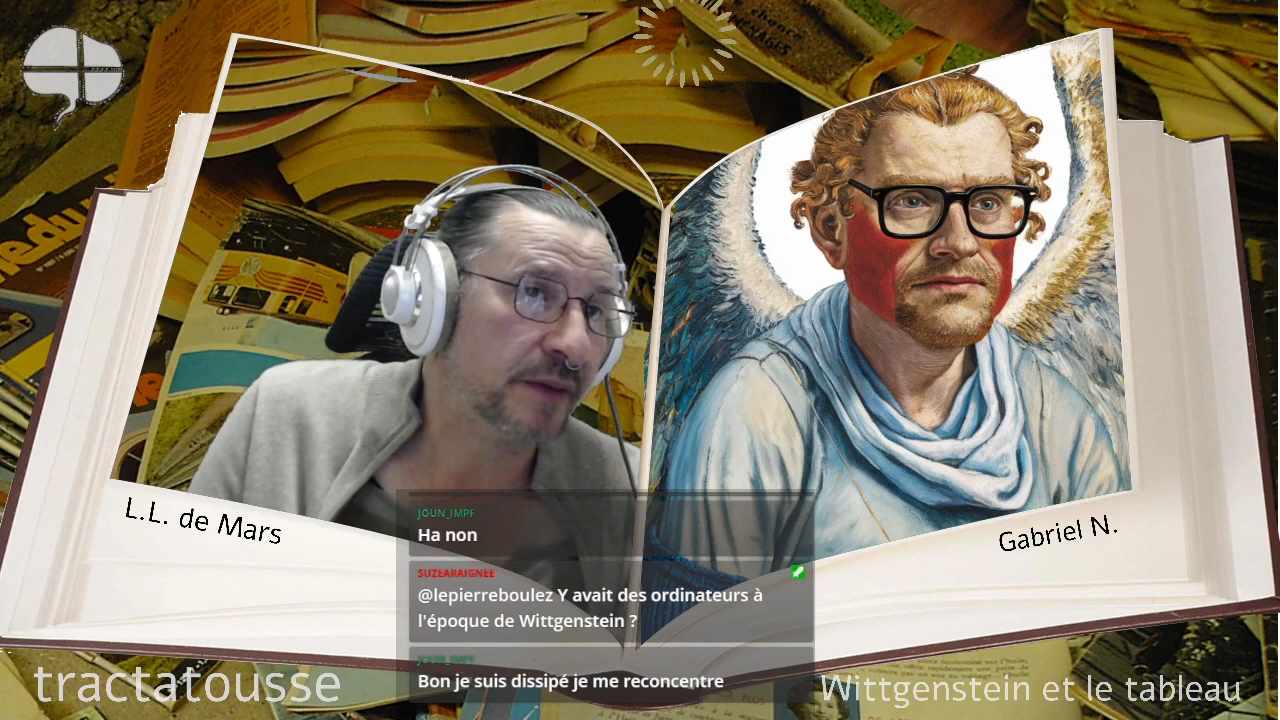 L.L. de Mars
Gabriel N.
JOUN_IMPF
Ha non
SUZEARAIGNEE
@lepierreboulez Y avait des ordinateurs à
l'époque de Wittgenstein ?
JOUN_IMPF
Bon je suis dissipé je me reconcentre
tractatousse
Wittgenstein et le tableau